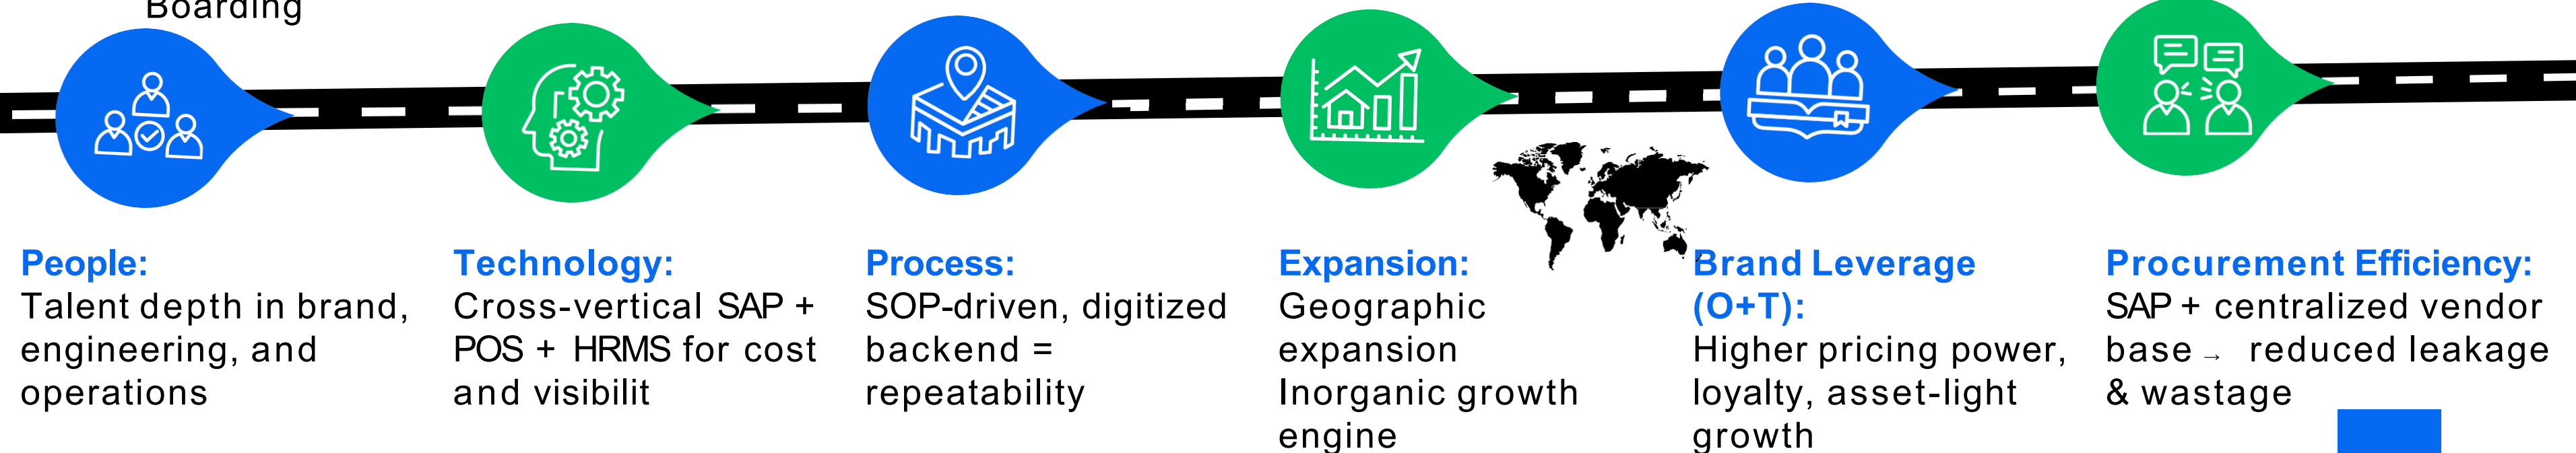 Boarding
People:
Talent depth in brand,
engineering, and
operations
Technology:
Cross-vertical SAP +
POS + HRMS for cost
and visibilit
Process:
SOP-driven, digitized
backend =
repeatability
Expansion:
Geographic
expansion
Inorganic growth
engine
Brand Leverage
(O+T):
Higher pricing power,
loyalty, asset-light
growth
Procurement Efficiency:
SAP + centralized vendor
base → reduced leakage
& wastage